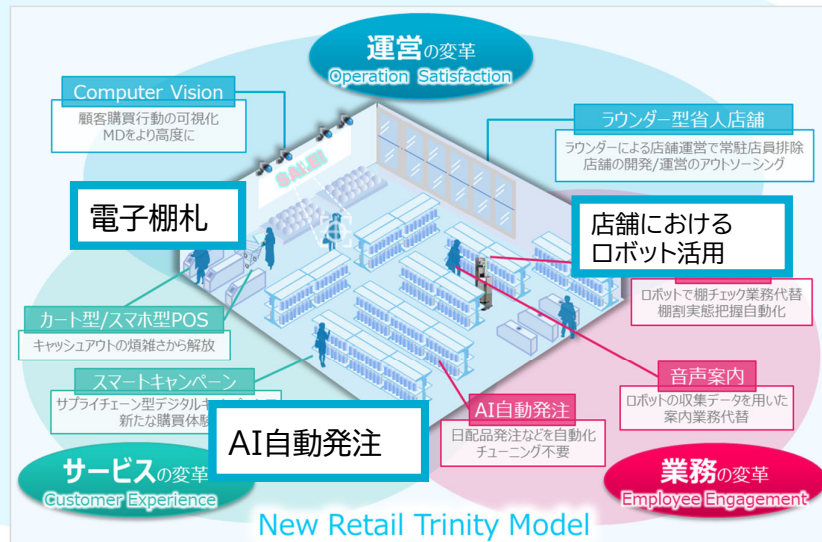 運営の変革
Operation Satisfaction
Computer Vision
顧客購買行動の可視化
MDをより高度に
ラウンダー型省人店舗
ラウンダーによる店舗運営で常駐店員排除
店舗の開発/運営のアウトソーシング
SALE!
電子棚札
店舗における
ロボット活用
ロボットで棚チェック業務代替
棚割実態把握自動化
カート型/スマホ型POS
キャッシュアウトの煩雑さから解放
スマートキャンペーン
サプライチェーン型デジタル
新たな購買体験
音声案内
ロボットの収集データを用いた
案内業務代替
AI自動発注
日配品発注などを自動化
チューニング不要
AI自動発注
サービスの変革
Customer Experience
業務の変革
Employee Engagement
New Retail Trinity Model